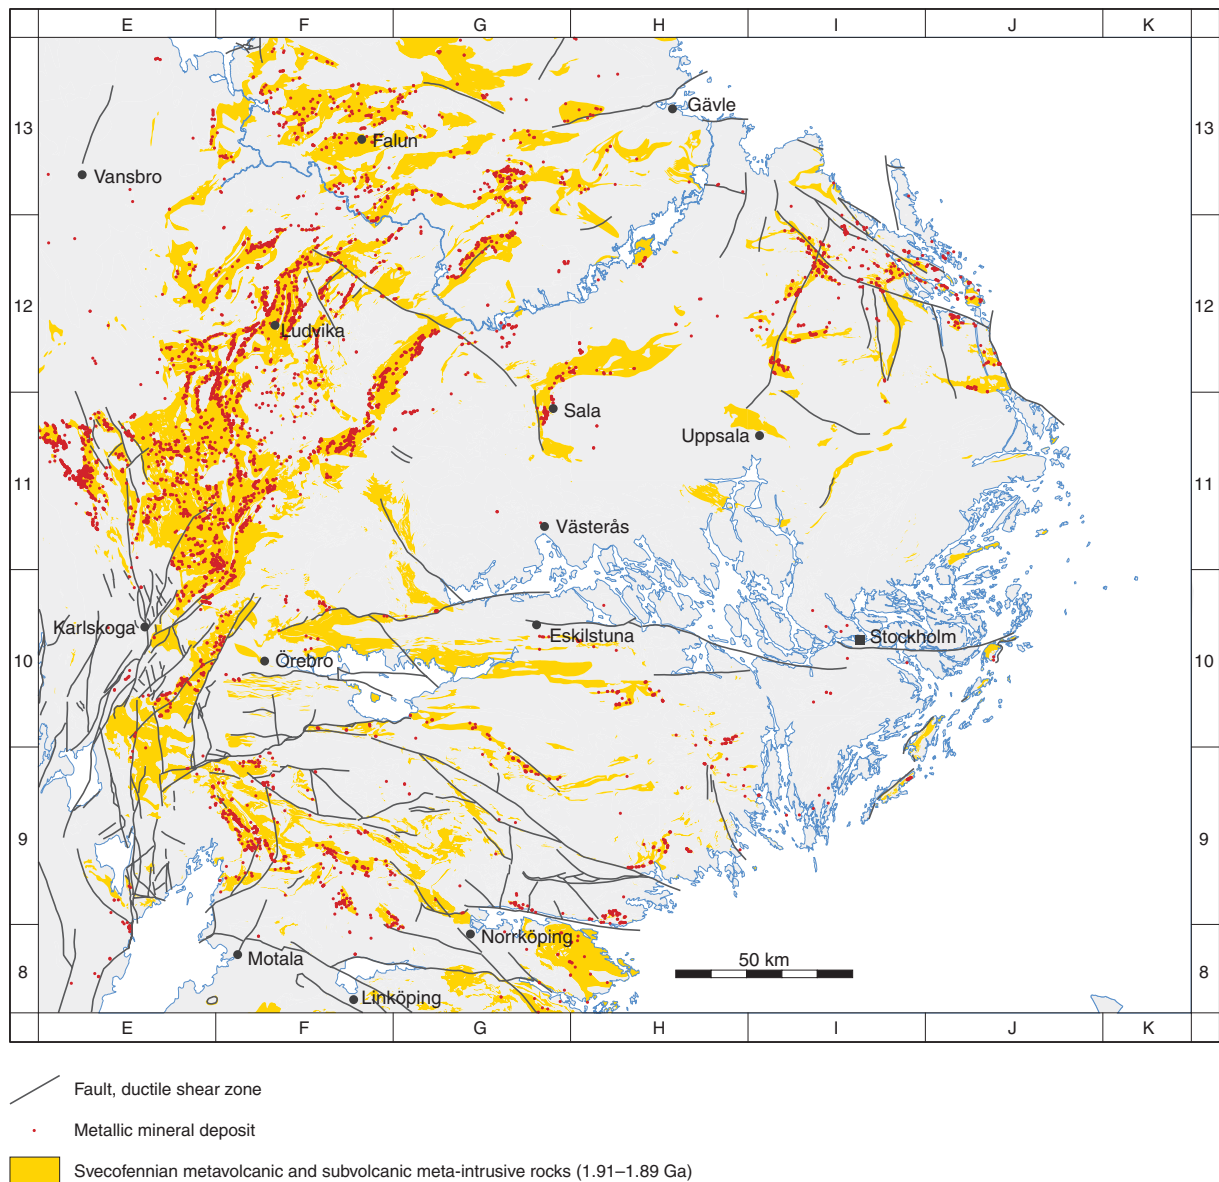 E F G H I J K
13 13
Gävle
Falun
Vansbro
12 12
Ludvika
Sala
Uppsala
11 11
Västerås
Karlskoga
Eskilstuna
Stockholm
10 Örebro 10
9 9
Norrköping
Motala
50 km
8 8
Linköping
E F G H I J K
Fault, ductile shear zone
Metallic mineral deposit
Svecofennian metavolcanic and subvolcanic meta-intrusive rocks (1.91–1.89 Ga)